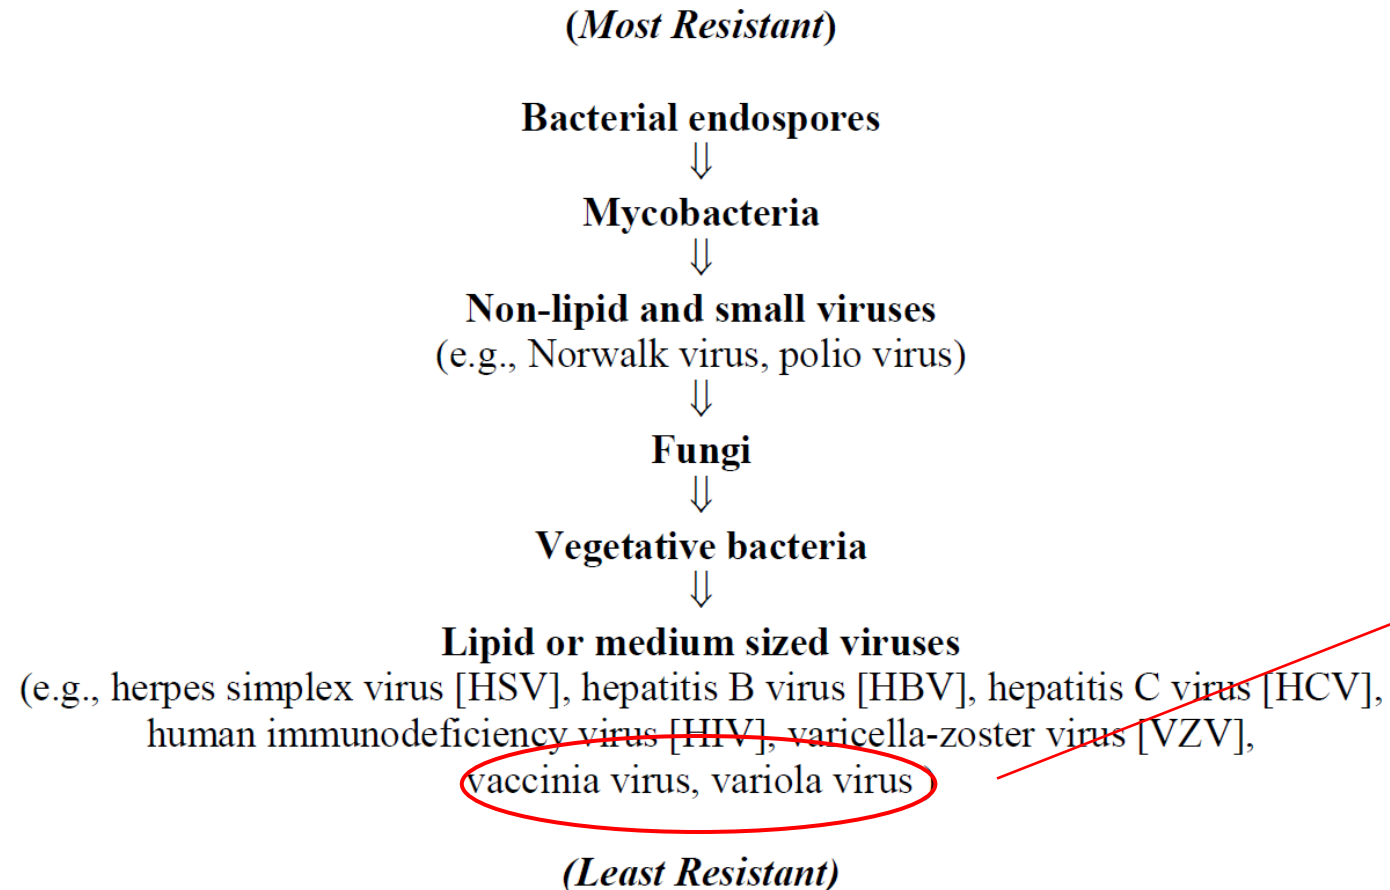 (Most Resistant)
Bacterial endospores
⇓
Mycobacteria
⇓
Non-lipid and small viruses
(e.g., Norwalk virus, polio virus)
⇓
Fungi
⇓
Vegetative bacteria
⇓
Lipid or medium sized viruses
(e.g., herpes simplex virus [HSV], hepatitis B virus [HBV], hepatitis C virus [HCV],
human immunodeficiency virus [HIV], varicella-zoster virus [VZV],
vaccinia virus, variola virus )
(Least Resistant)